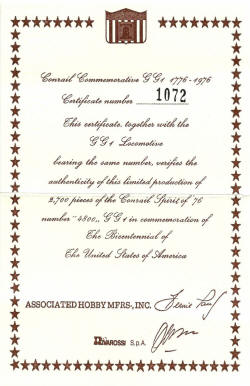 Conrail Commemorative GG1 1776-1976
Certificate number 1072
This certificate, together with the
GG1 Locomotive
bearing the same number, verifies the
authenticity of this limited production of
2,700 pieces of the Conrail Spirit of 76
number "4800," GG1 in commemoration of
The Bicentennial of
The United States of America
ASSOCIATED HOBBY MFRS., INC.
RIVAROSSI S.p.A.